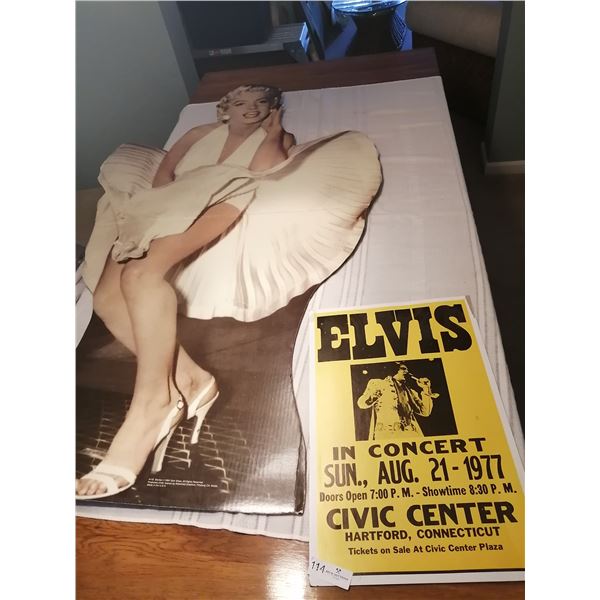 ELVIS
IN CONCERT
SUN., AUG. 21-1977
Doors Open 7:00 P. M. - Showtime 8:30 P. M.
CIVIC CENTER
HARTFORD, CONNECTICUT
Tickets on Sale At Civic Center Plaza
114